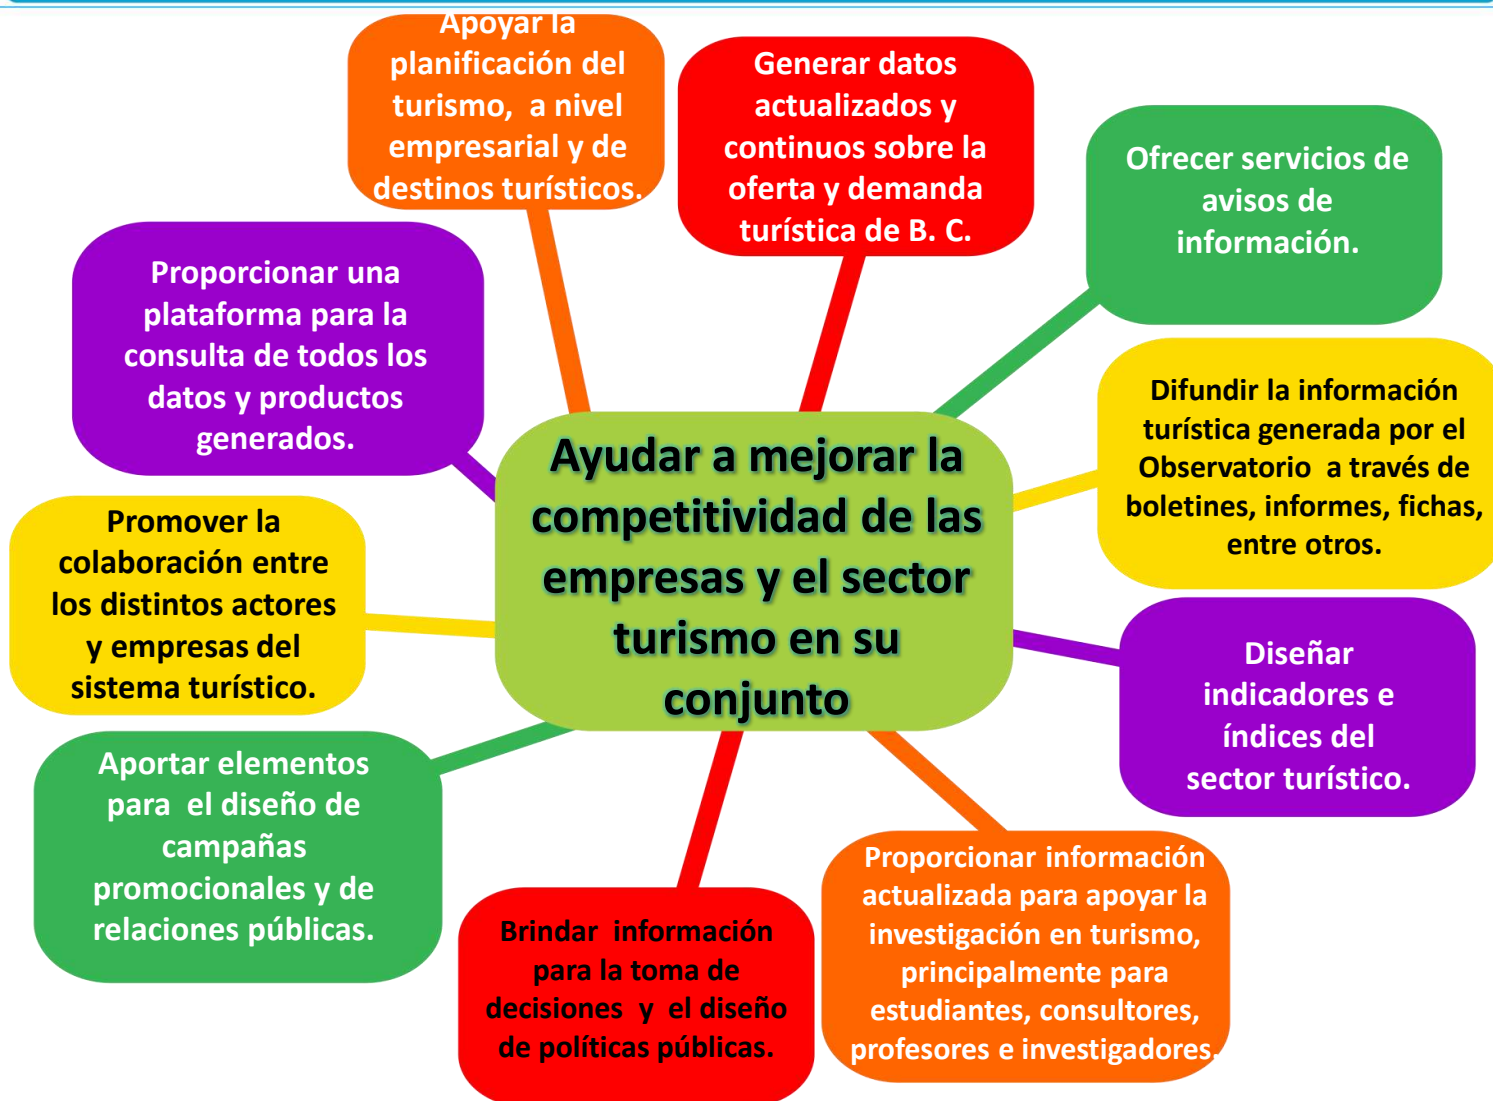 Apoyar la
planificación del
turismo, a nivel
empresarial y de
destinos turísticos.
Generar datos
actualizados y
continuos sobre la
oferta y demanda
turística de B. C.
Ofrecer servicios de
avisos de
información.
Proporcionar una
plataforma para la
consulta de todos los
datos y productos
generados.
Difundir la información
turística generada por el
Observatorio a través de
boletines, informes, fichas,
entre otros.
Ayudar a mejorar la
competitividad de las
empresas y el sector
turismo en su
conjunto
Promover la
colaboración entre
los distintos actores
y empresas del
sistema turístico.
Diseñar
indicadores e
índices del
sector turístico.
Aportar elementos
para el diseño de
campañas
promocionales y de
relaciones públicas.
Brindar información
para la toma de
decisiones y el diseño
de políticas públicas.
Proporcionar información
actualizada para apoyar la
investigación en turismo,
principalmente para
estudiantes, consultores,
profesores e investigadores.